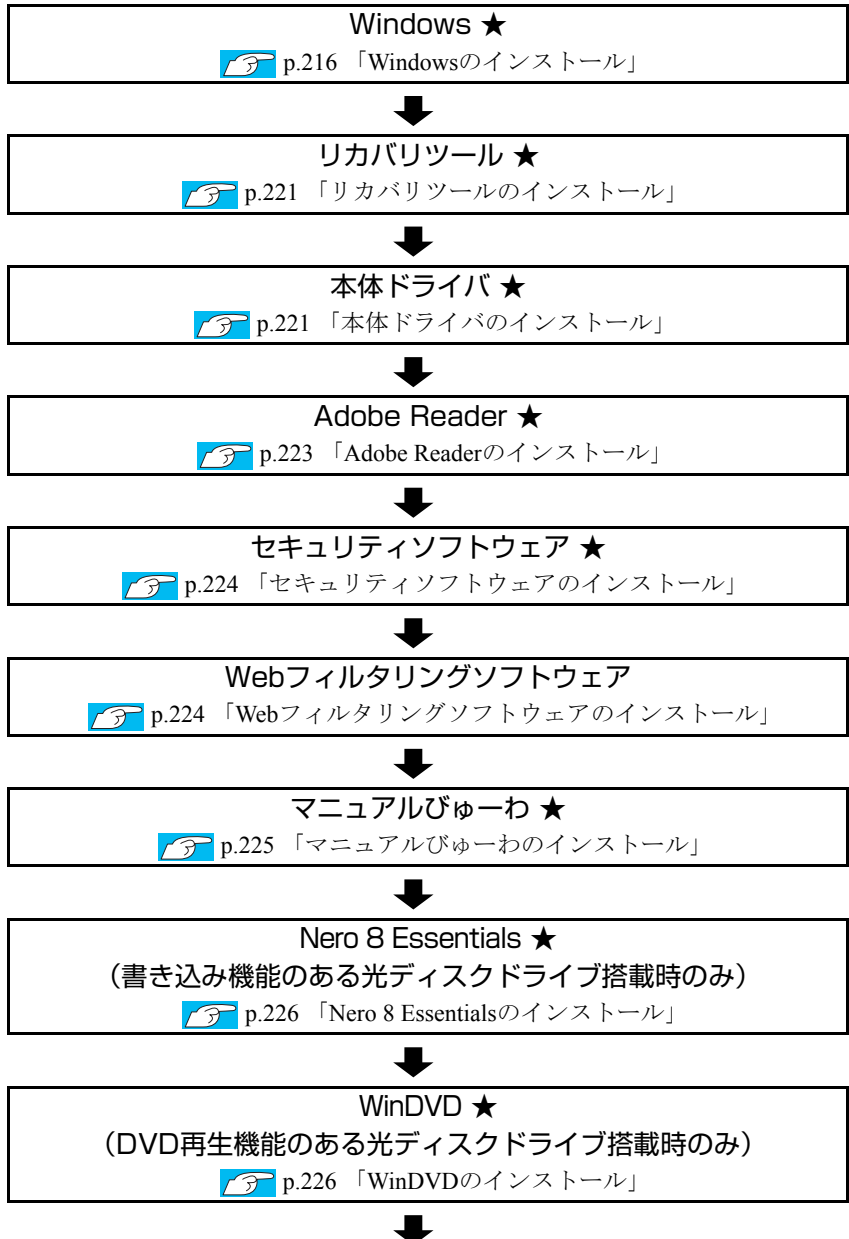 Windows ★
p.216 「Windowsのインストール」
リカバリツール ★
p.221 「リカバリツールのインストール」
本体ドライバ ★
p.221 「本体ドライバのインストール」
Adobe Reader ★
p.223 「Adobe Readerのインストール」
セキュリティソフトウェア ★
p.224 「セキュリティソフトウェアのインストール」
Webフィルタリングソフトウェア
p.224 「Webフィルタリングソフトウェアのインストール」
マニュアルびゅーわ ★
p.225 「マニュアルびゅーわのインストール」
Nero 8 Essentials ★
（書き込み機能のある光ディスクドライブ搭載時のみ）
p.226 「Nero 8 Essentialsのインストール」
WinDVD ★
（DVD再生機能のある光ディスクドライブ搭載時のみ）
p.226 「WinDVDのインストール」